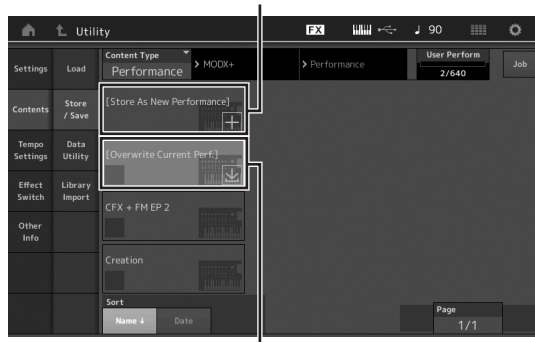 Utility
FX
90
Settings
Load
Content Type
Performance
MODX+
Performance
User Perform
2/640
Job
Contents
Store / Save
[Store As New Performance]
Tempo Settings
Data Utility
[Overwrite Current Perf.]
Effect Switch
Library Import
CFX + FM EP 2
Other Info
Creation
Sort
Name ↓
Date
Page
1/1